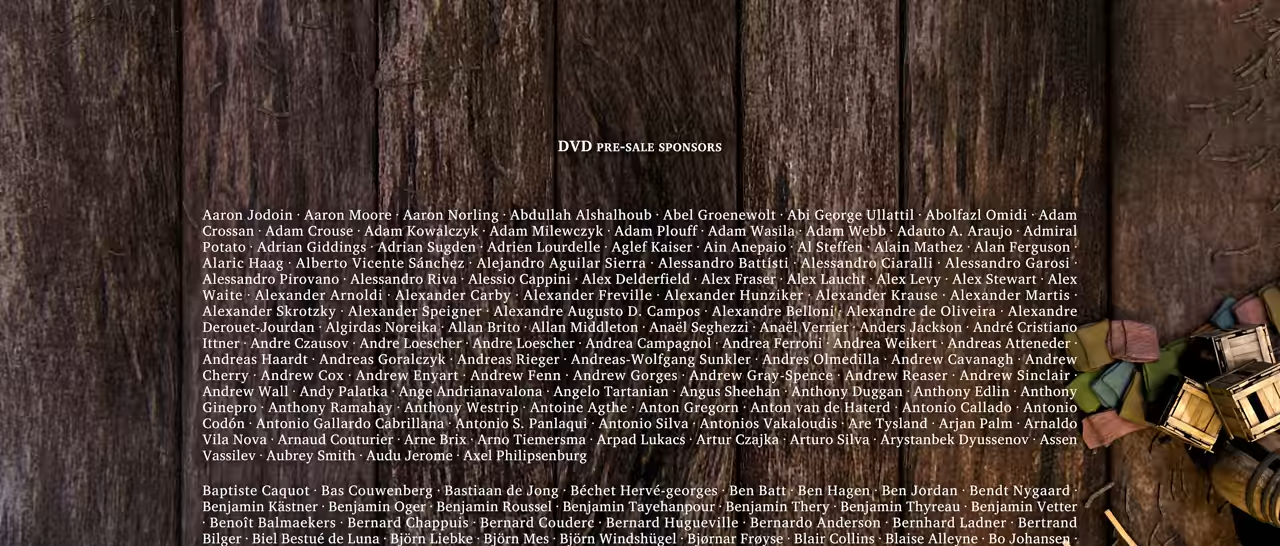 DVD PRE-SALE SPONSORS
Aaron Jodoin · Aaron Moore · Aaron Norling · Abdullah Alshalhoub · Abel Groenewolt · Abi George Ullattil · Abolfazl Omidi · Adam
Crossan · Adam Crouse · Adam Kowalczyk · Adam Milewczyk · Adam Plouff · Adam Wasila · Adam Webb · Adauto A. Araujo · Admiral
Potato · Adrian Giddings · Adrian Sugden · Adrien Lourdelle · Aglef Kaiser · Ain Anepaio · Al Steffen · Alain Mathez · Alan Ferguson ·
Alaric Haag · Alberto Vicente Sánchez · Alejandro Aguilar Sierra · Alessandro Battisti · Alessandro Ciaralli · Alessandro Garosi ·
Alessandro Pirovano · Alessandro Riva · Alessio Cappini · Alex Delderfield · Alex Fraser · Alex Laucht · Alex Levy · Alex Stewart · Alex
Waite · Alexander Arnoldi · Alexander Carby · Alexander Freville · Alexander Hunziker · Alexander Krause · Alexander Martis ·
Alexander Skrotzky · Alexander Speigner · Alexandre Augusto D. Campos · Alexandre Belloni · Alexandre de Oliveira · Alexandre
Derouet-Jourdan · Algirdas Noreika · Allan Brito · Allan Middleton · Anaël Seghezzi · Anaël Verrier · Anders Jackson · André Cristiano
Ittner · Andre Czausov · Andre Loescher · Andre Loescher · Andrea Campagnol · Andrea Ferroni · Andrea Weikert · Andreas Atteneder ·
Andreas Haardt · Andreas Goralczyk · Andreas Rieger · Andreas-Wolfgang Sunkler · Andres Olmedilla · Andrew Cavanagh · Andrew
Cherry · Andrew Cox · Andrew Enyart · Andrew Fenn · Andrew Gorges · Andrew Gray-Spence · Andrew Reaser · Andrew Sinclair ·
Andrew Wall · Andy Palatka · Ange Andrianavalona · Angelo Tartanian · Angus Sheehan · Anthony Duggan · Anthony Edlin · Anthony
Ginepro · Anthony Ramahay · Anthony Westrip · Antoine Agthe · Anton Gregorn · Anton van de Haterd · Antonio Callado · Antonio
Codón · Antonio Gallardo Cabrillana · Antonio S. Panlaqui · Antonio Silva · Antonios Vakaloudis · Are Tysland · Arjan Palm · Arnaldo
Vila Nova · Arnaud Couturier · Arne Brix · Arno Tiemersma · Arpad Lukacs · Artur Czajka · Arturo Silva · Arystanbek Dyussenov · Assen
Vassilev · Aubrey Smith · Audu Jerome · Axel Philipsenburg
Baptiste Caquot · Bas Couwenberg · Bastiaan de Jong · Béchet Hervé-georges · Ben Batt · Ben Hagen · Ben Jordan · Bendt Nygaard ·
Benjamin Kästner · Benjamin Oger · Benjamin Roussel · Benjamin Tayehanpour · Benjamin Thery · Benjamin Thyreau · Benjamin Vetter
· Benoît Balmaekers · Bernard Chappuis · Bernard Couderc · Bernard Hugueville · Bernardo Anderson · Bernhard Ladner · Bertrand
Bilger · Biel Bestué de Luna · Björn Liebke · Björn Mes · Björn Windshügel · Bjørnar Frøyse · Blair Collins · Blaise Alleyne · Bo Johansen ·